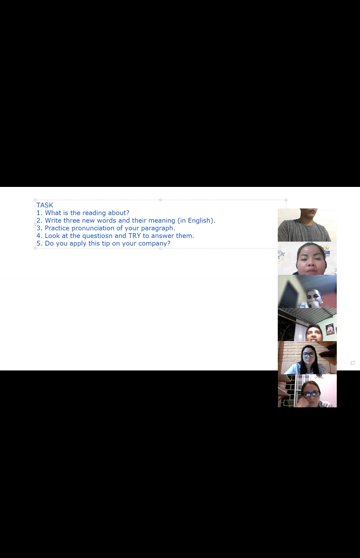 TASK
1. What is the reading about?
2. Write three new words and their meaning (in English).
3. Practice pronunciation of your paragraph.
4. Look at the questiosn and TRY to answer them.
5. Do you apply this tip on your company?